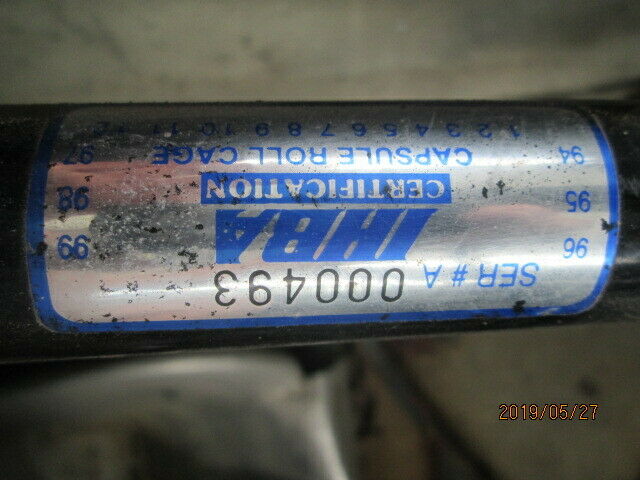 SER # A 000493
96 IHRA 99
95 CERTIFICATION 98
94 CAPSULE ROLL CAGE 97
1 2 3 4 5 6 7 8 9 10 11 12
2019/05/27